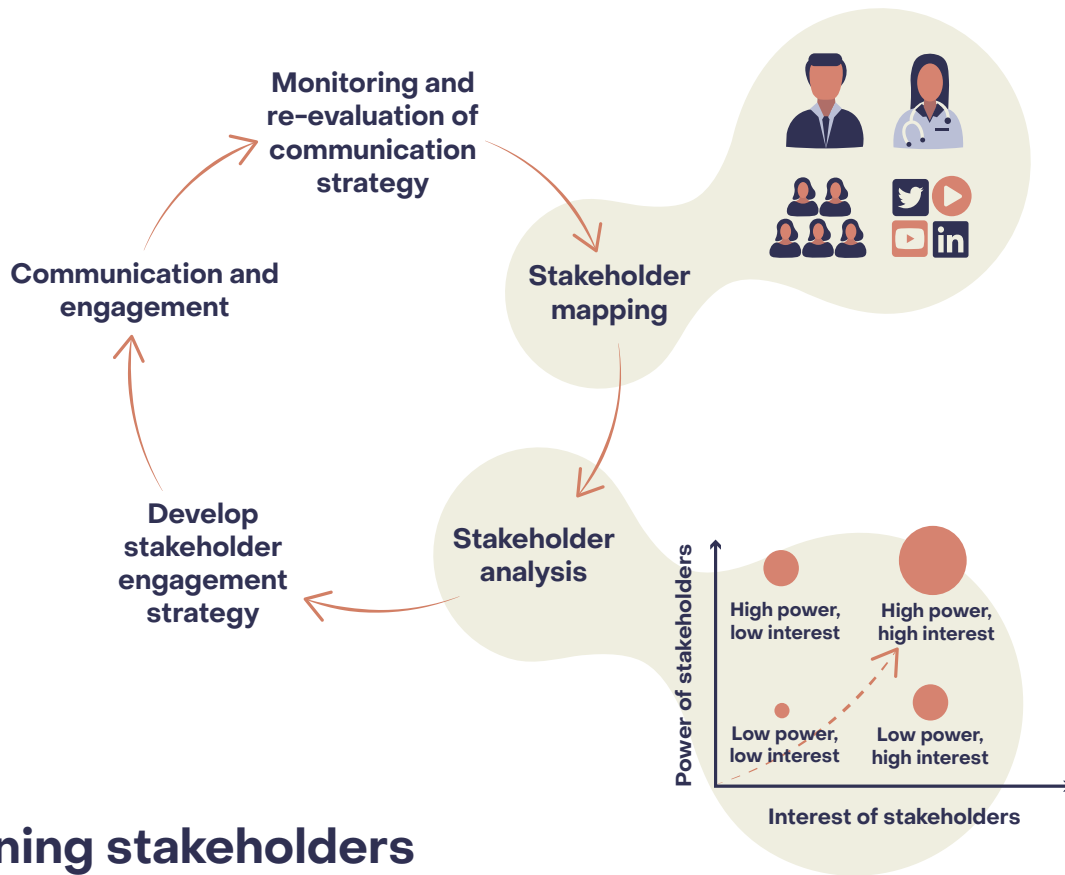 Monitoring and
re-evaluation of
communication
strategy
Stakeholder
mapping
Communication and
engagement
Stakeholder
analysis
Develop
stakeholder
engagement
strategy
Power of stakeholders
High power,
low interest
High power,
high interest
Low power,
low interest
Low power,
high interest
Interest of stakeholders
stakeholders
in